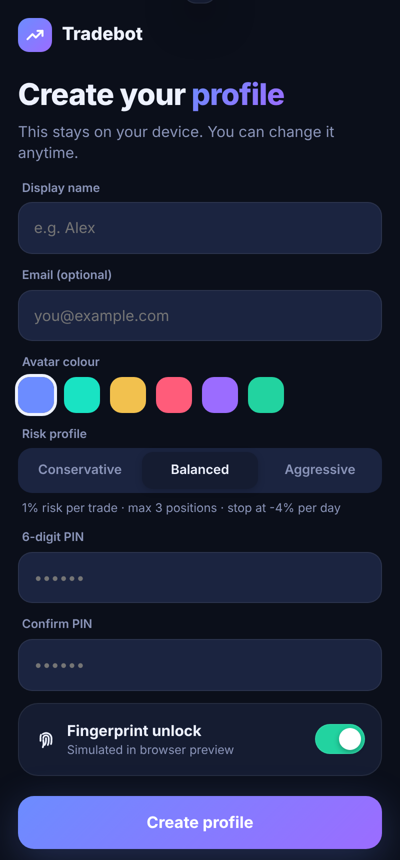 Tradebot
Create your profile
This stays on your device. You can change it
anytime.
Display name
e.g. Alex
Email (optional)
you@example.com
Avatar colour
Risk profile
Conservative Balanced Aggressive
1% risk per trade · max 3 positions · stop at -4% per day
6-digit PIN
••••••
Confirm PIN
••••••
Fingerprint unlock
Simulated in browser preview
Create profile